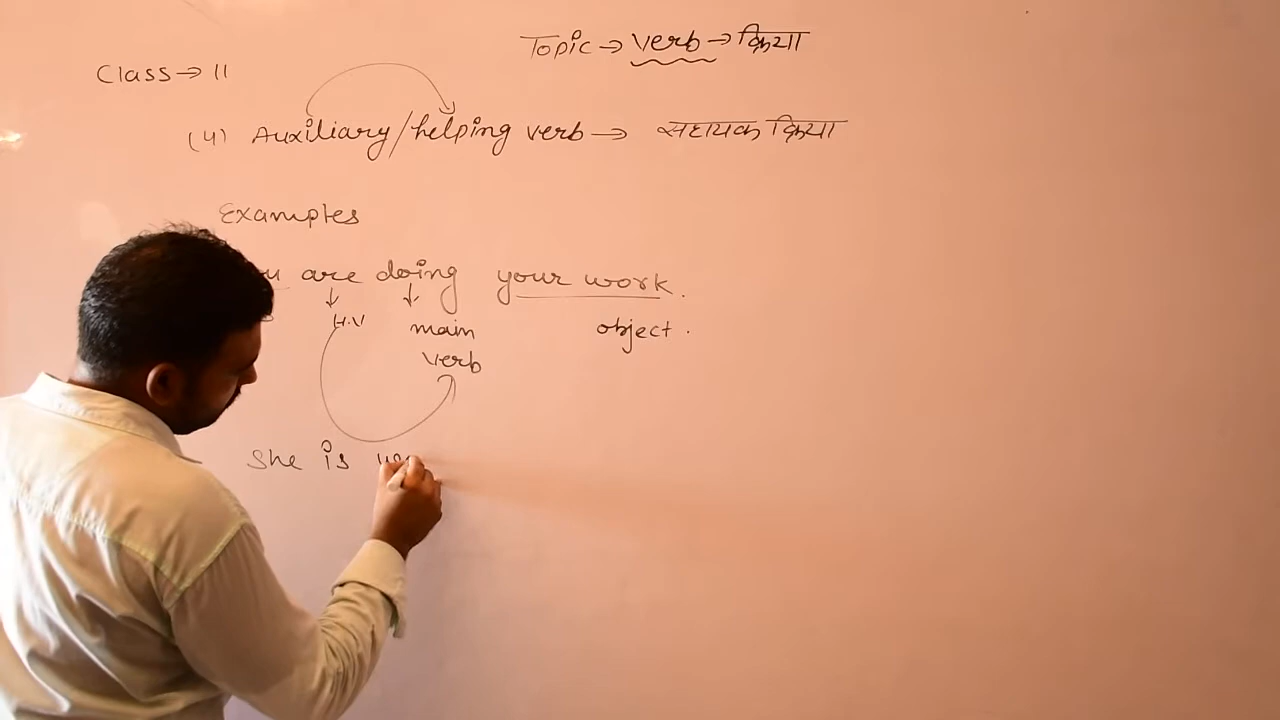 Topic → verb → क्रिया
Class → 11
(4) Auxiliary/helping verb → सहायक क्रिया
Examples
are doing your work.
H.V main object.
verb
She is